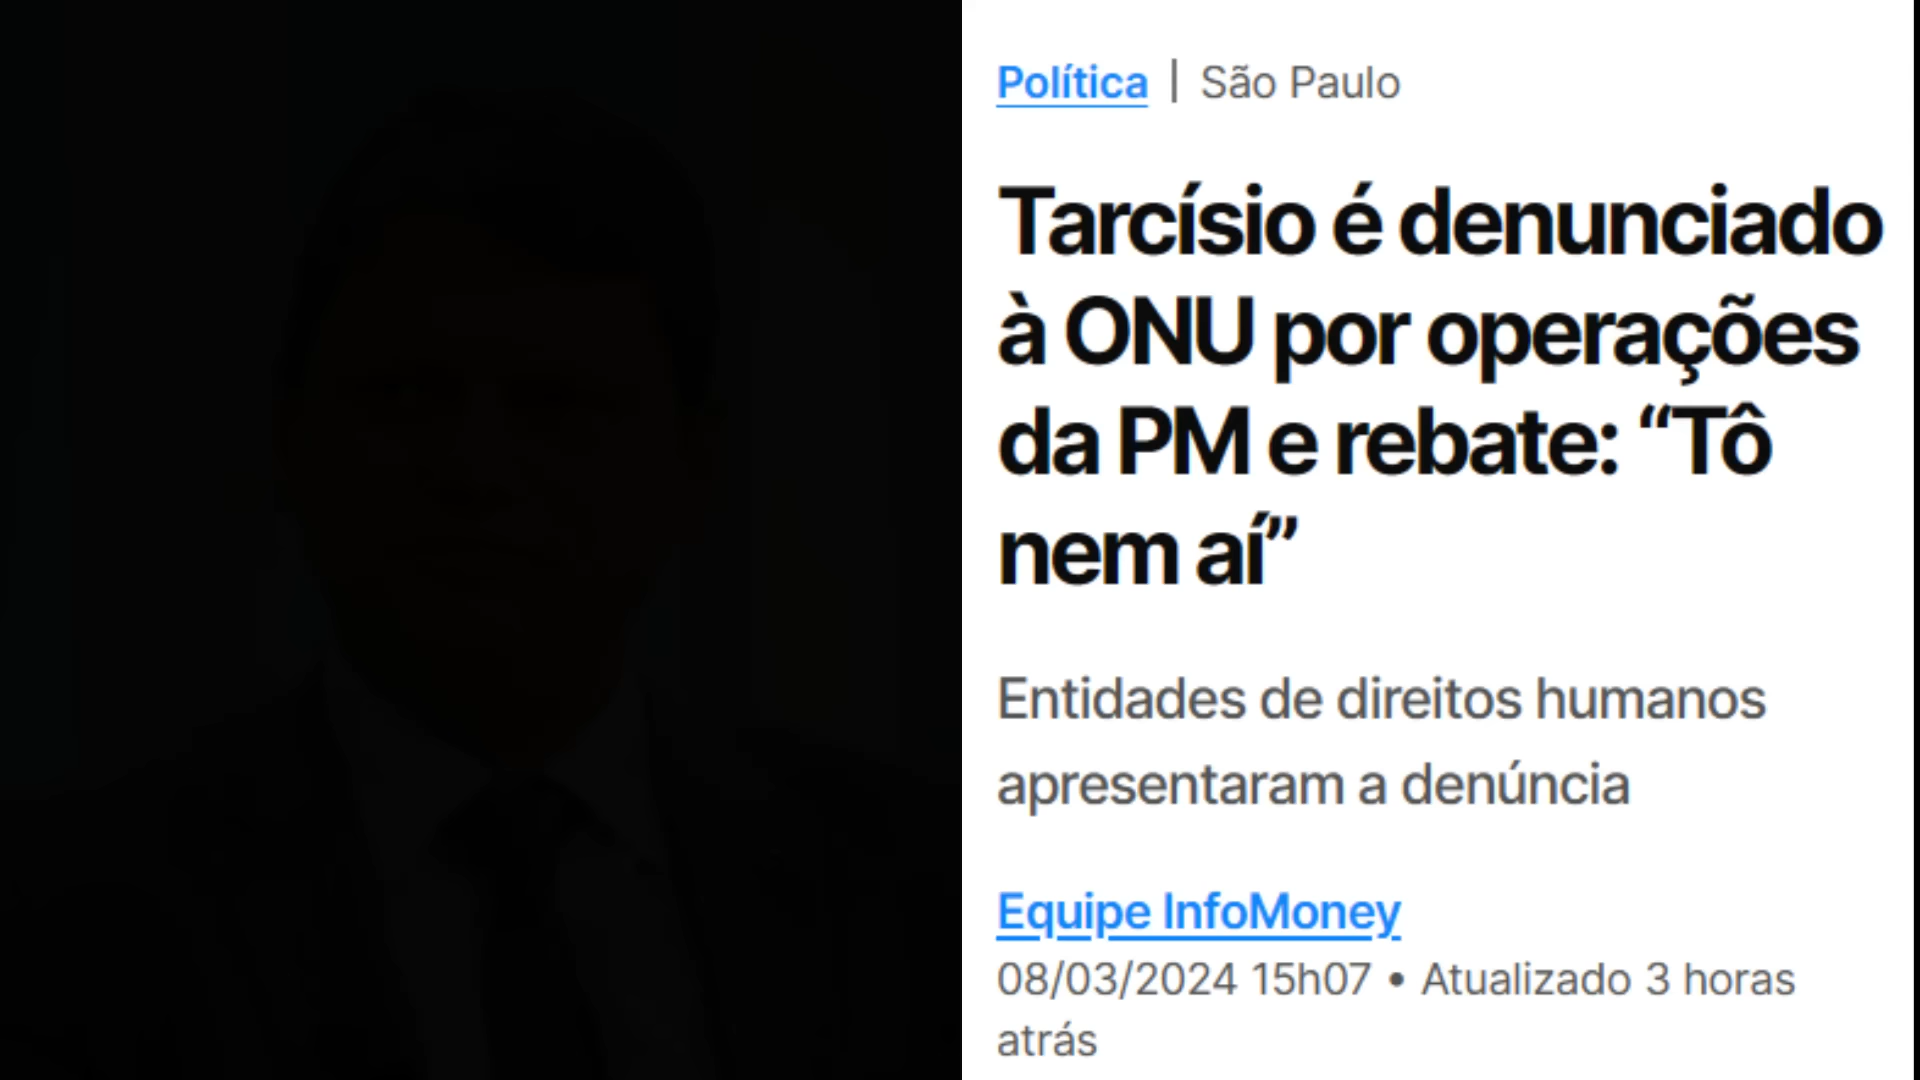 Política | São Paulo
Tarcísio é denunciado
à ONU por operações
da PM e rebate: “Tô
nem aí”
Entidades de direitos humanos
apresentaram a denúncia
Equipe InfoMoney
08/03/2024 15h07 • Atualizado 3 horas
atrás